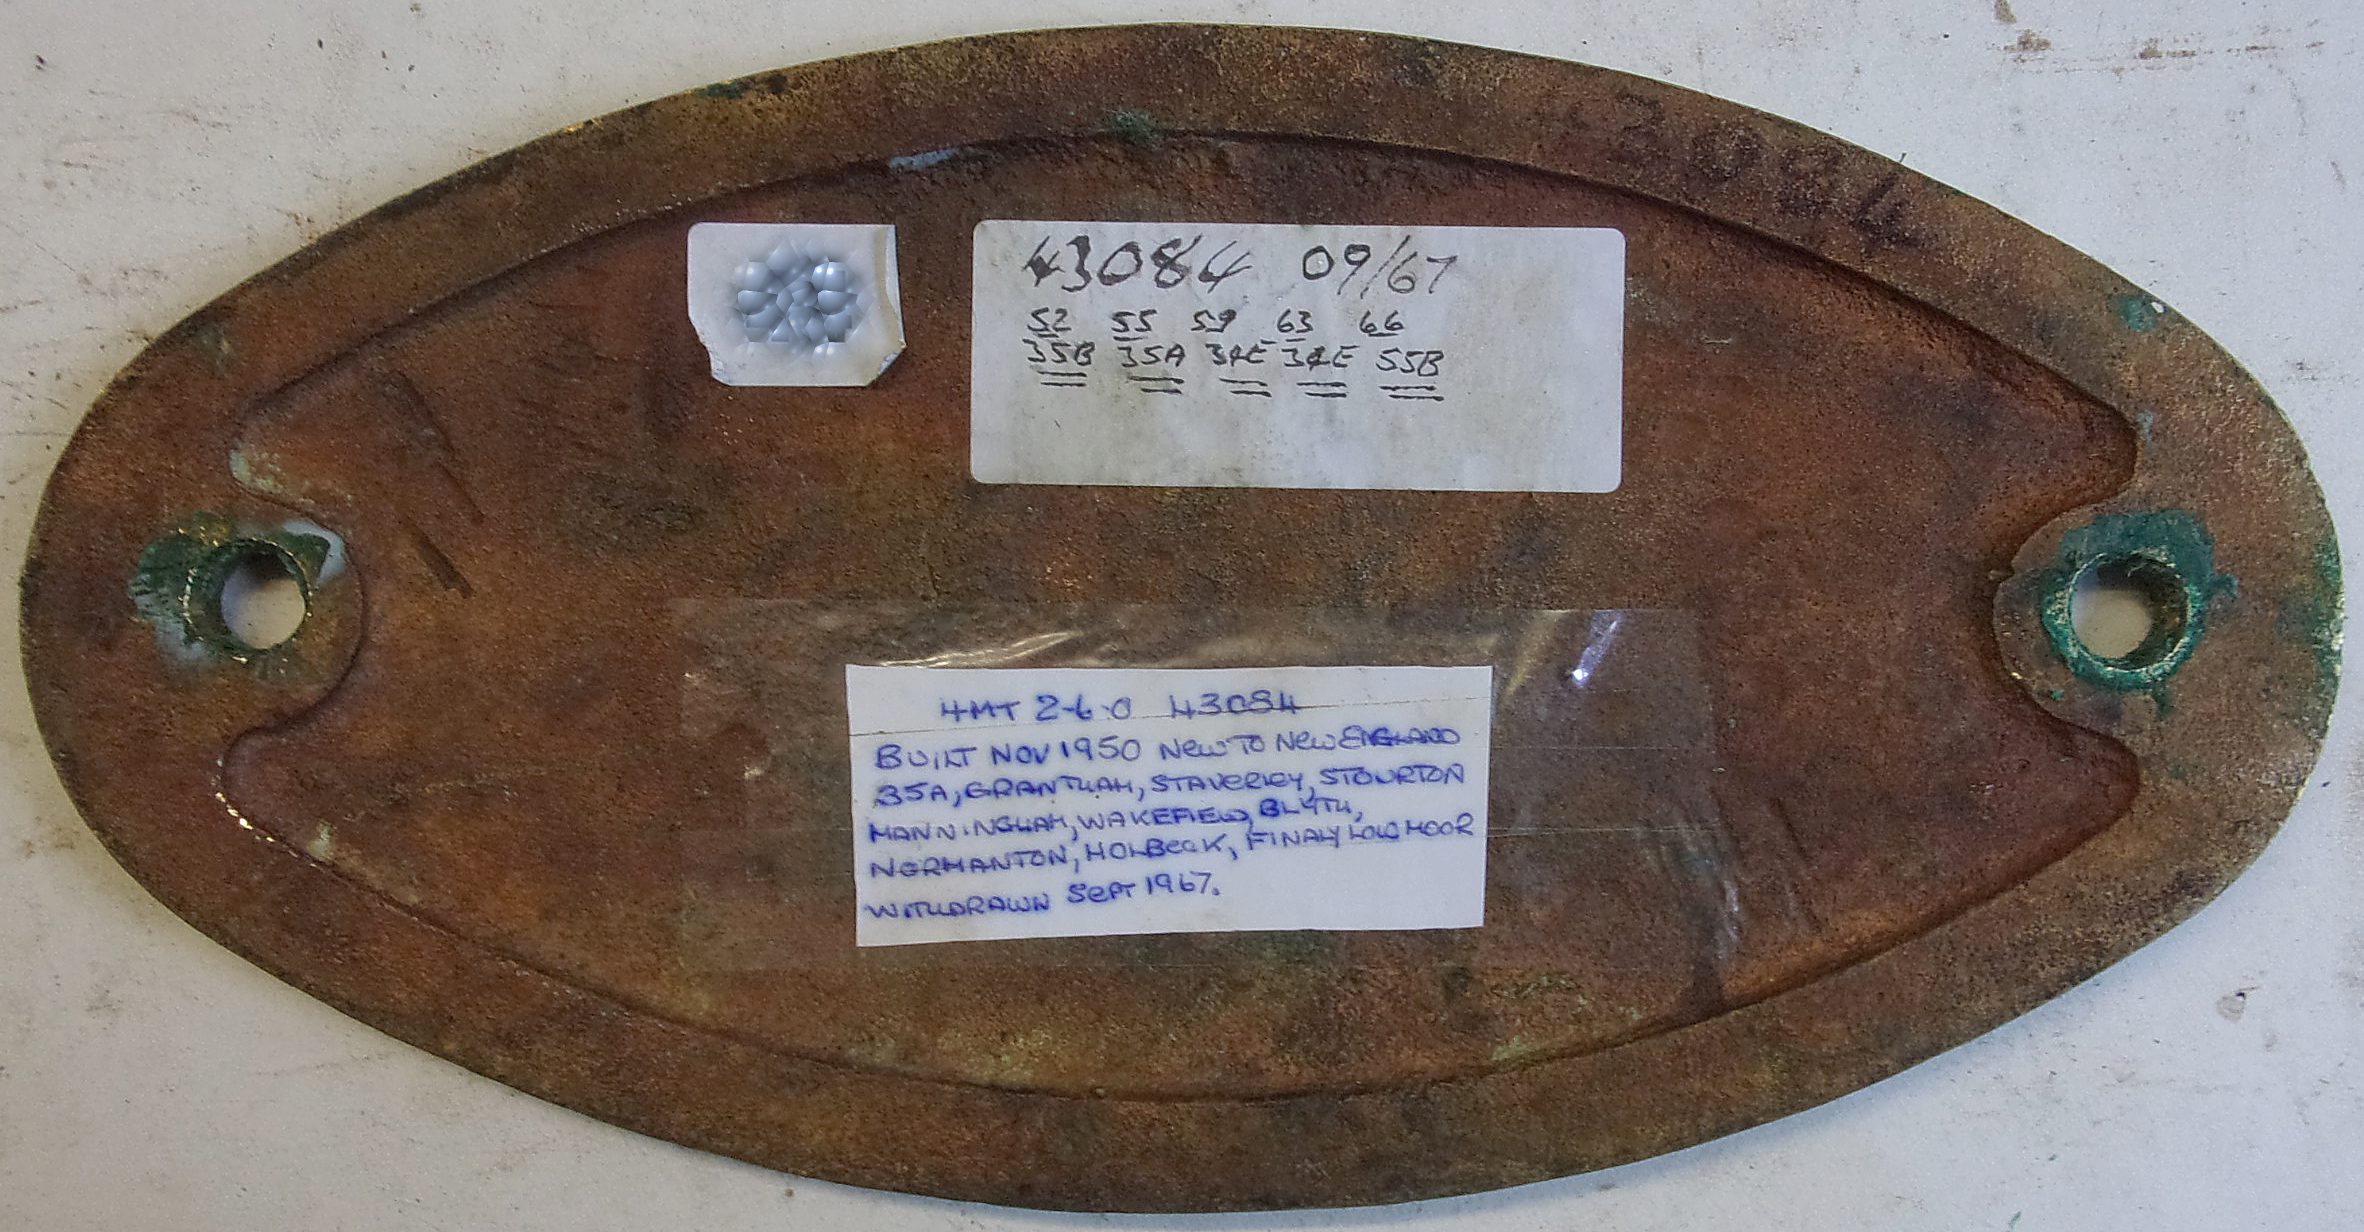 43084
43084 09/67
52 55 59 63 66
35B 35A 34E 34E 55B
4MT 2-6-0 43084
BUILT NOV 1950 NEW TO NEW ENGLAND
35A, GRANTHAM, STAVERLEY, STOURTON
MANNINGHAM, WAKEFIELD, BLYTH,
NORMANTON, HOLBECK, FINALY LOW MOOR
WITHDRAWN SEPT 1967.